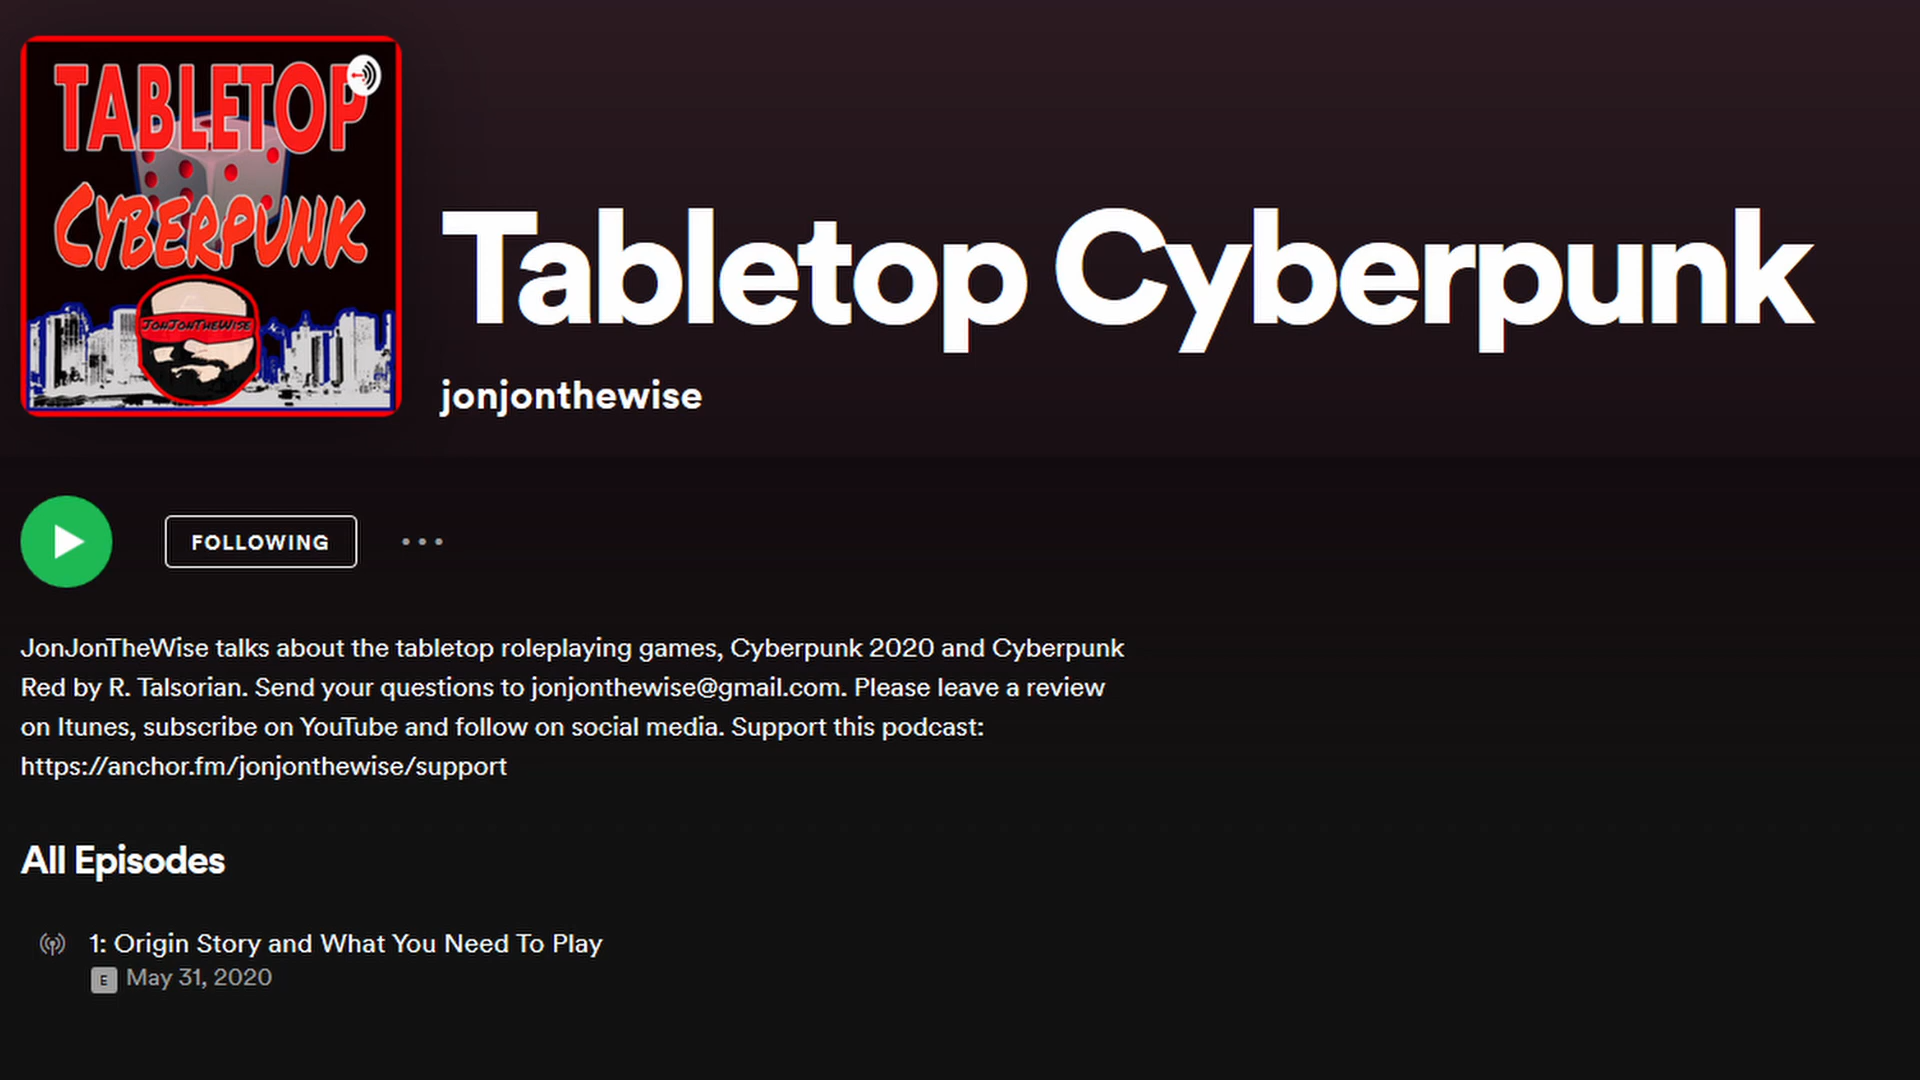 TABLETOP
CYBERPUNK
JONJONTHEWISE
Tabletop Cyberpunk
jonjonthewise
FOLLOWING
JonJonTheWise talks about the tabletop roleplaying games, Cyberpunk 2020 and Cyberpunk
Red by R. Talsorian. Send your questions to jonjonthewise@gmail.com. Please leave a review
on Itunes, subscribe on YouTube and follow on social media. Support this podcast:
https://anchor.fm/jonjonthewise/support
All Episodes
1: Origin Story and What You Need To Play
E May 31, 2020